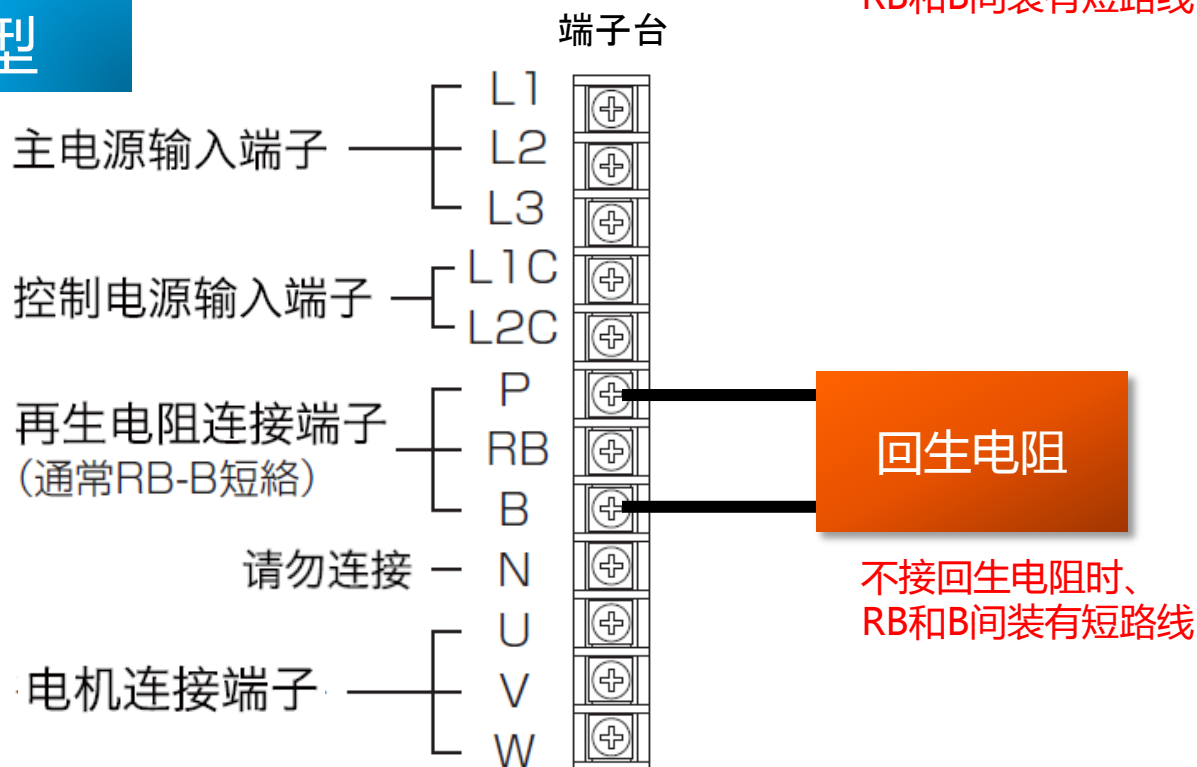 RB和B间装有短路线
型
端子台
L1
主电源输入端子
L2
L3
L1C
控制电源输入端子
L2C
P
再生电阻连接端子
RB
(通常RB-B短絡)
B
回生电阻
请勿连接
N
不接回生电阻时、
RB和B间装有短路线
U
电机连接端子
V
W